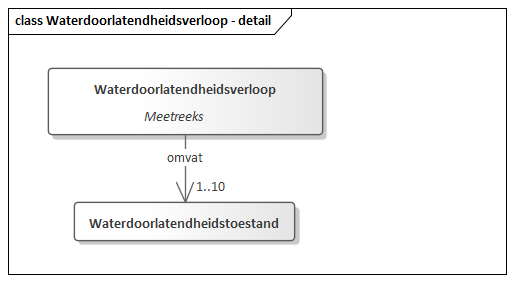 class Waterdoorlatendheidsverloop - detail
Waterdoorlatendheidsverloop
Meetreeks
omvat
1..10
Waterdoorlatendheidstoestand